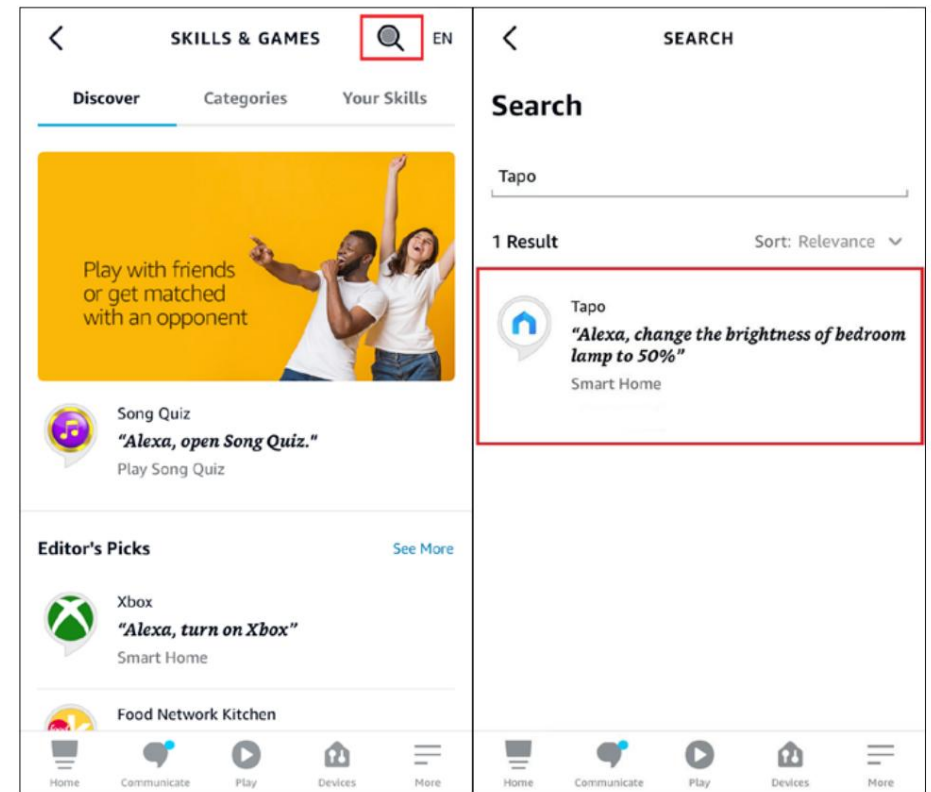 SKILLS & GAMES
EN
Discover
Categories
Your Skills
Play with friends
or get matched
with an opponent
Song Quiz
“Alexa, open Song Quiz."
Play Song Quiz
Editor's Picks
See More
Xbox
“Alexa, turn on Xbox”
Smart Home
Food Network Kitchen
Home
Communicate
Play
Devices
More
SEARCH
Search
Tapo
1 Result
Sort: Relevance
Tapo
“Alexa, change the brightness of bedroom
lamp to 50%”
Smart Home
Home
Communicate
Play
Devices
More